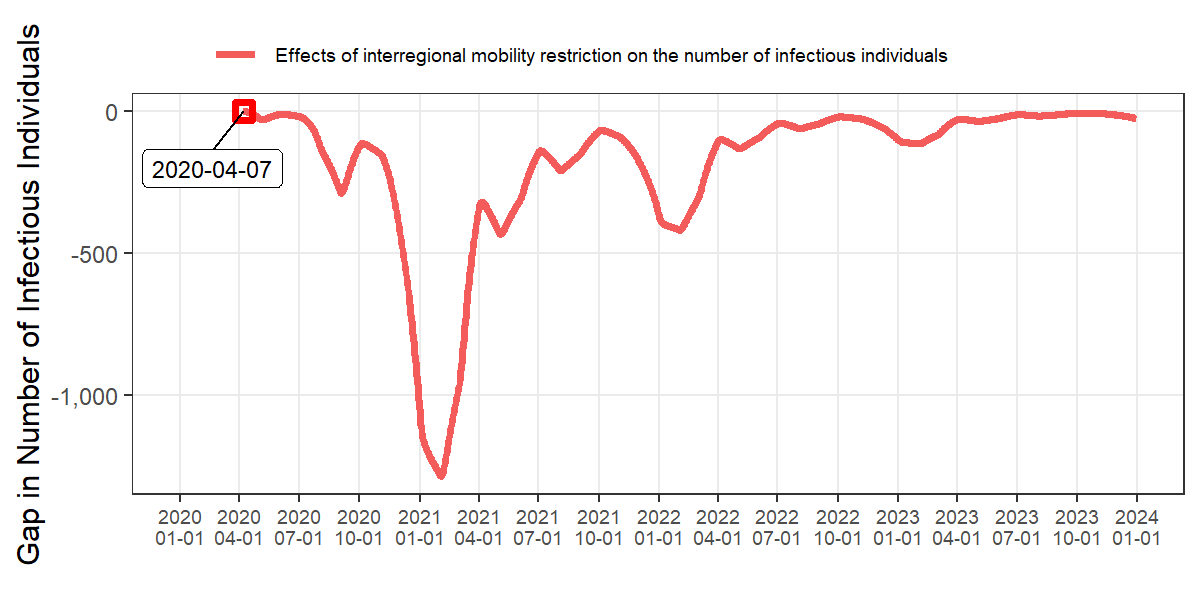 Effects of interregional mobility restriction on the number of infectious individuals
Gap in Number of Infectious Individuals
0
-500
-1,000
2020-04-07
2020 2020 2020 2020 2021 2021 2021 2021 2022 2022 2022 2022 2023 2023 2023 2023 2024
01-01 04-01 07-01 10-01 01-01 04-01 07-01 10-01 01-01 04-01 07-01 10-01 01-01 04-01 07-01 10-01 01-01